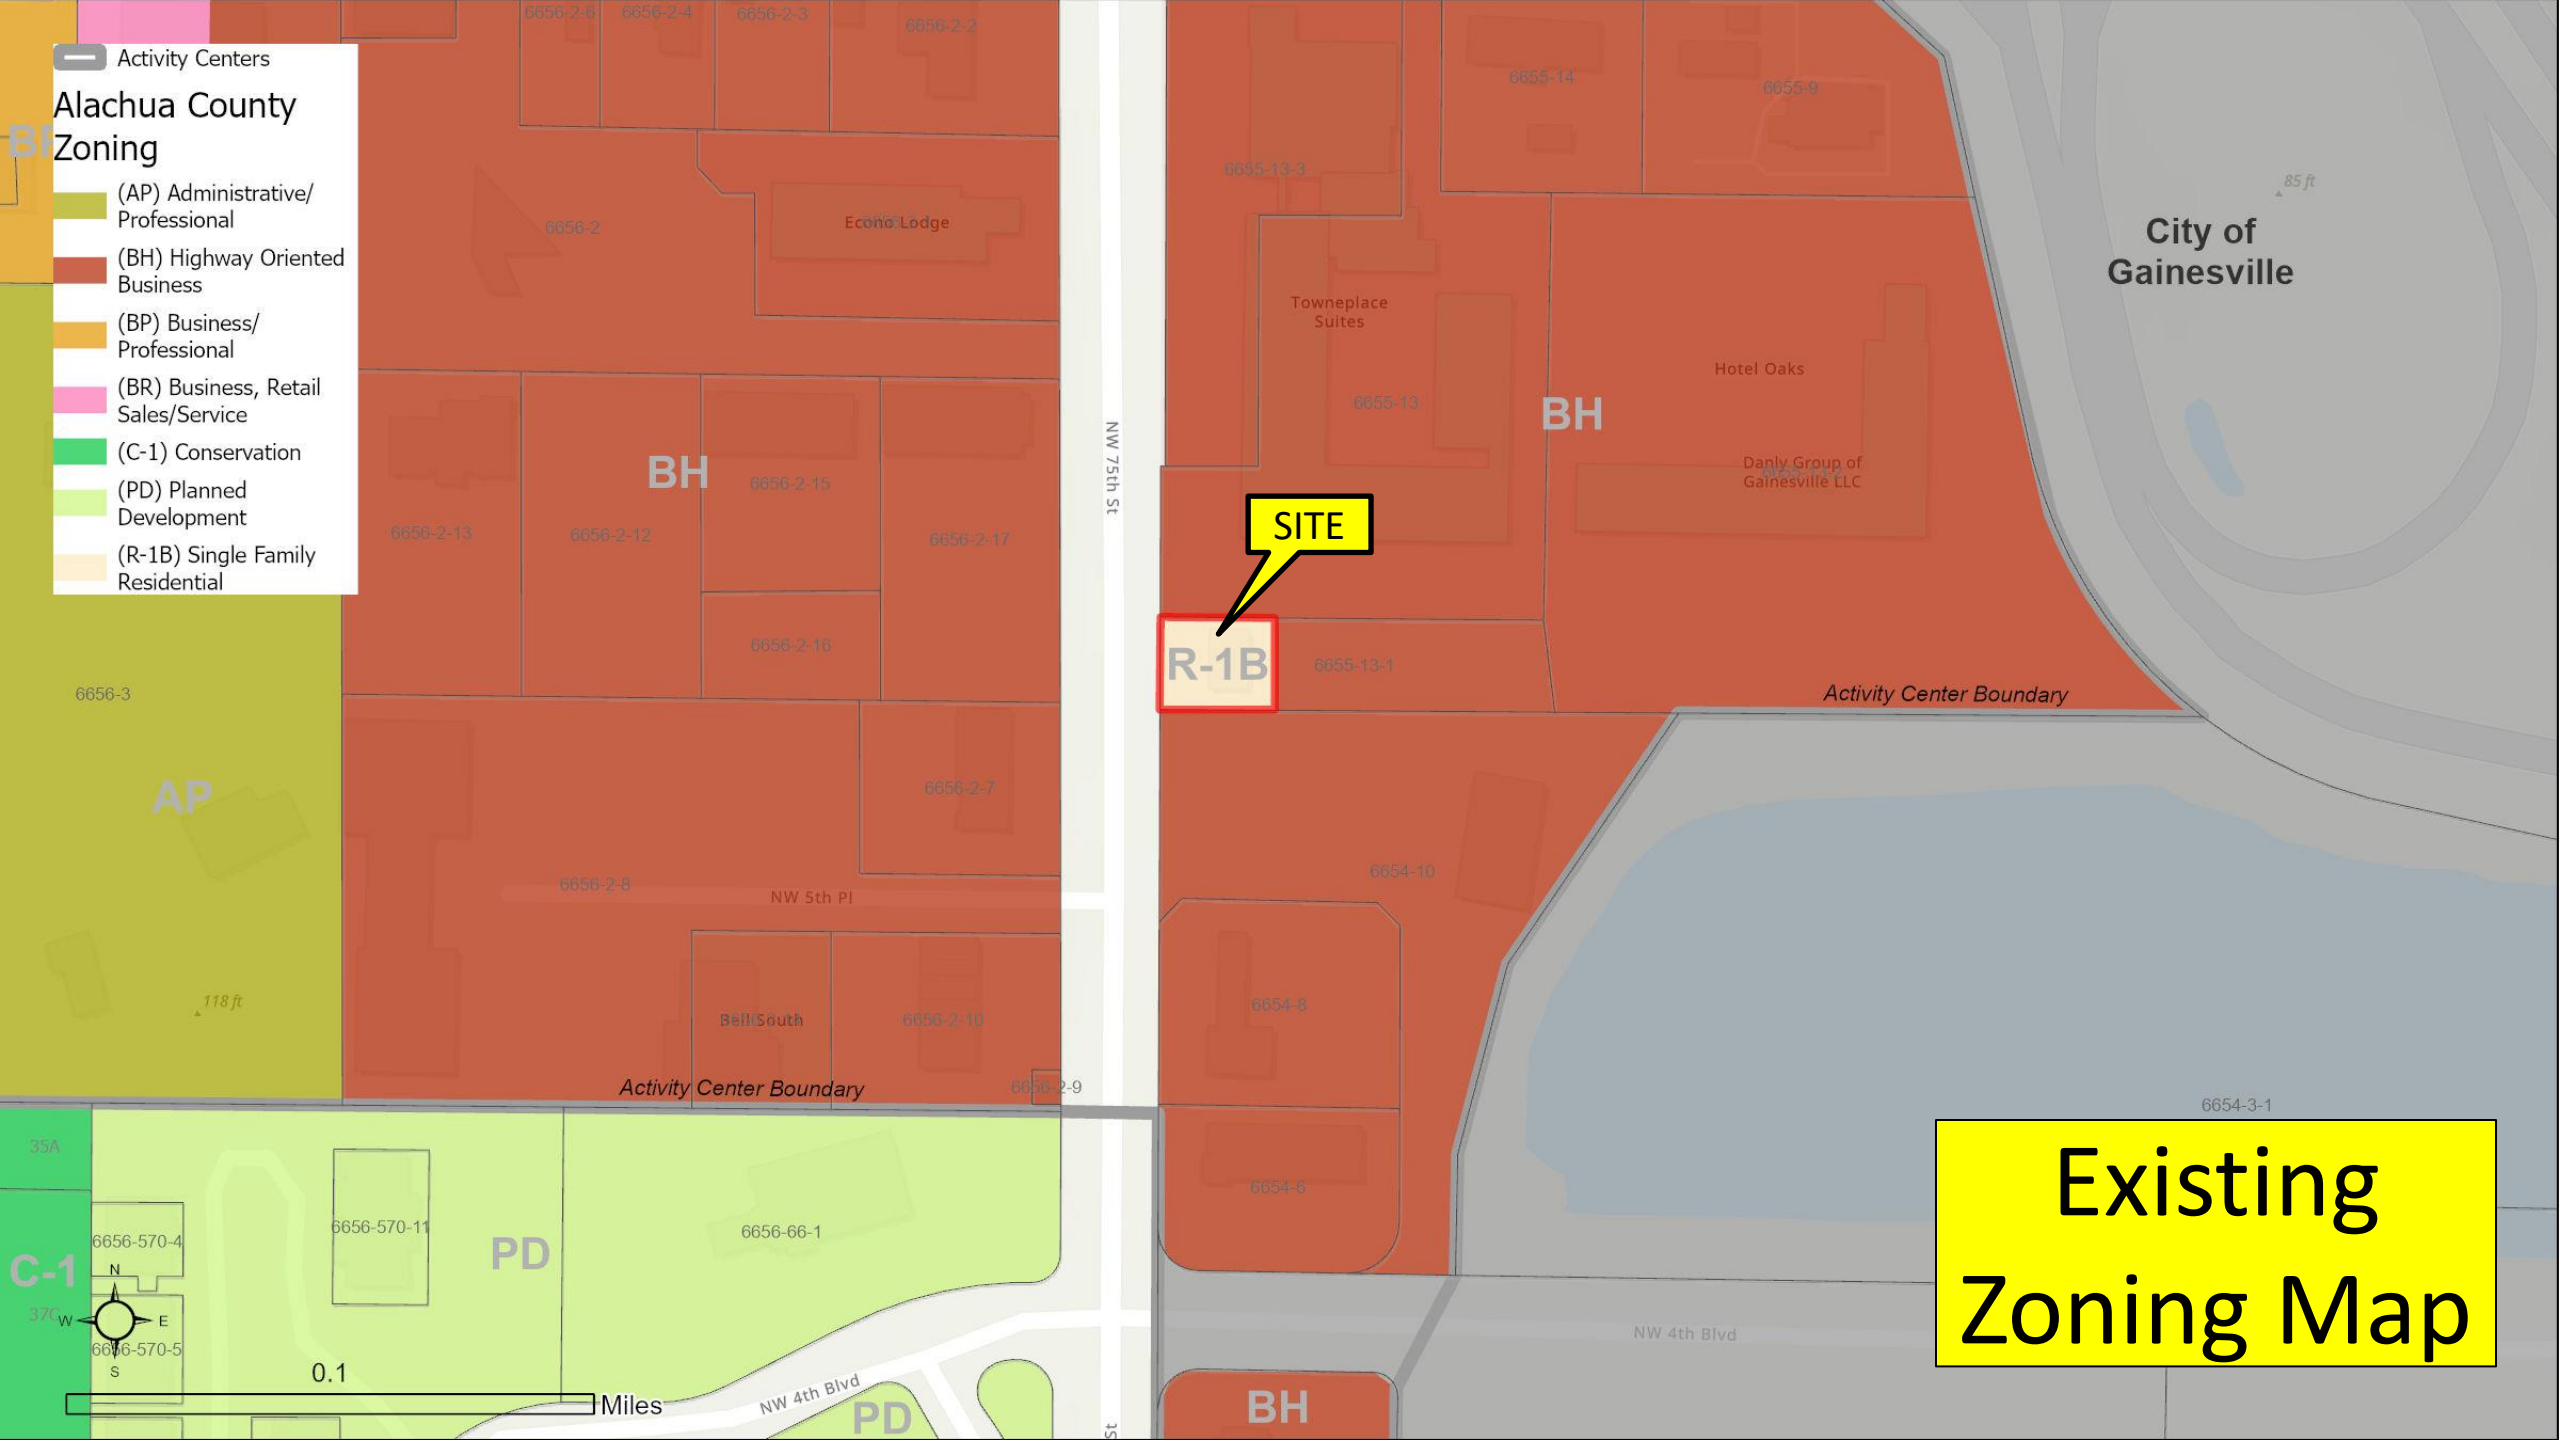 6656-2-6
6656-2-4
6656-2-3
6656-2-2
Activity Centers
Alachua County
Zoning
(AP) Administrative/
Professional
(BH) Highway Oriented
Business
(BP) Business/
Professional
(BR) Business, Retail
Sales/Service
(C-1) Conservation
(PD) Planned
Development
(R-1B) Single Family
Residential
6655-14
6655-9
6655-13-3
85 ft
City of
Gainesville
6656-2
Econo Lodge
Towneplace
Suites
Hotel Oaks
6655-13
BH
Danly Group of
Gainesville LLC
NW 75th St
BH
6656-2-15
6656-2-13
6656-2-12
6656-2-17
SITE
6656-2-16
R-1B
6655-13-1
6656-3
Activity Center Boundary
AP
6656-2-7
6654-10
6656-2-8
NW 5th Pl
118 ft
Bell South
6656-2-10
6654-8
Activity Center Boundary
6656-2-9
6654-3-1
35A
6654-6
6656-570-11
6656-66-1
6656-570-4
PD
C-1
N
W
E
S
6656-570-5
0.1
Miles
NW 4th Blvd
PD
St
NW 4th Blvd
BH
Existing
Zoning Map